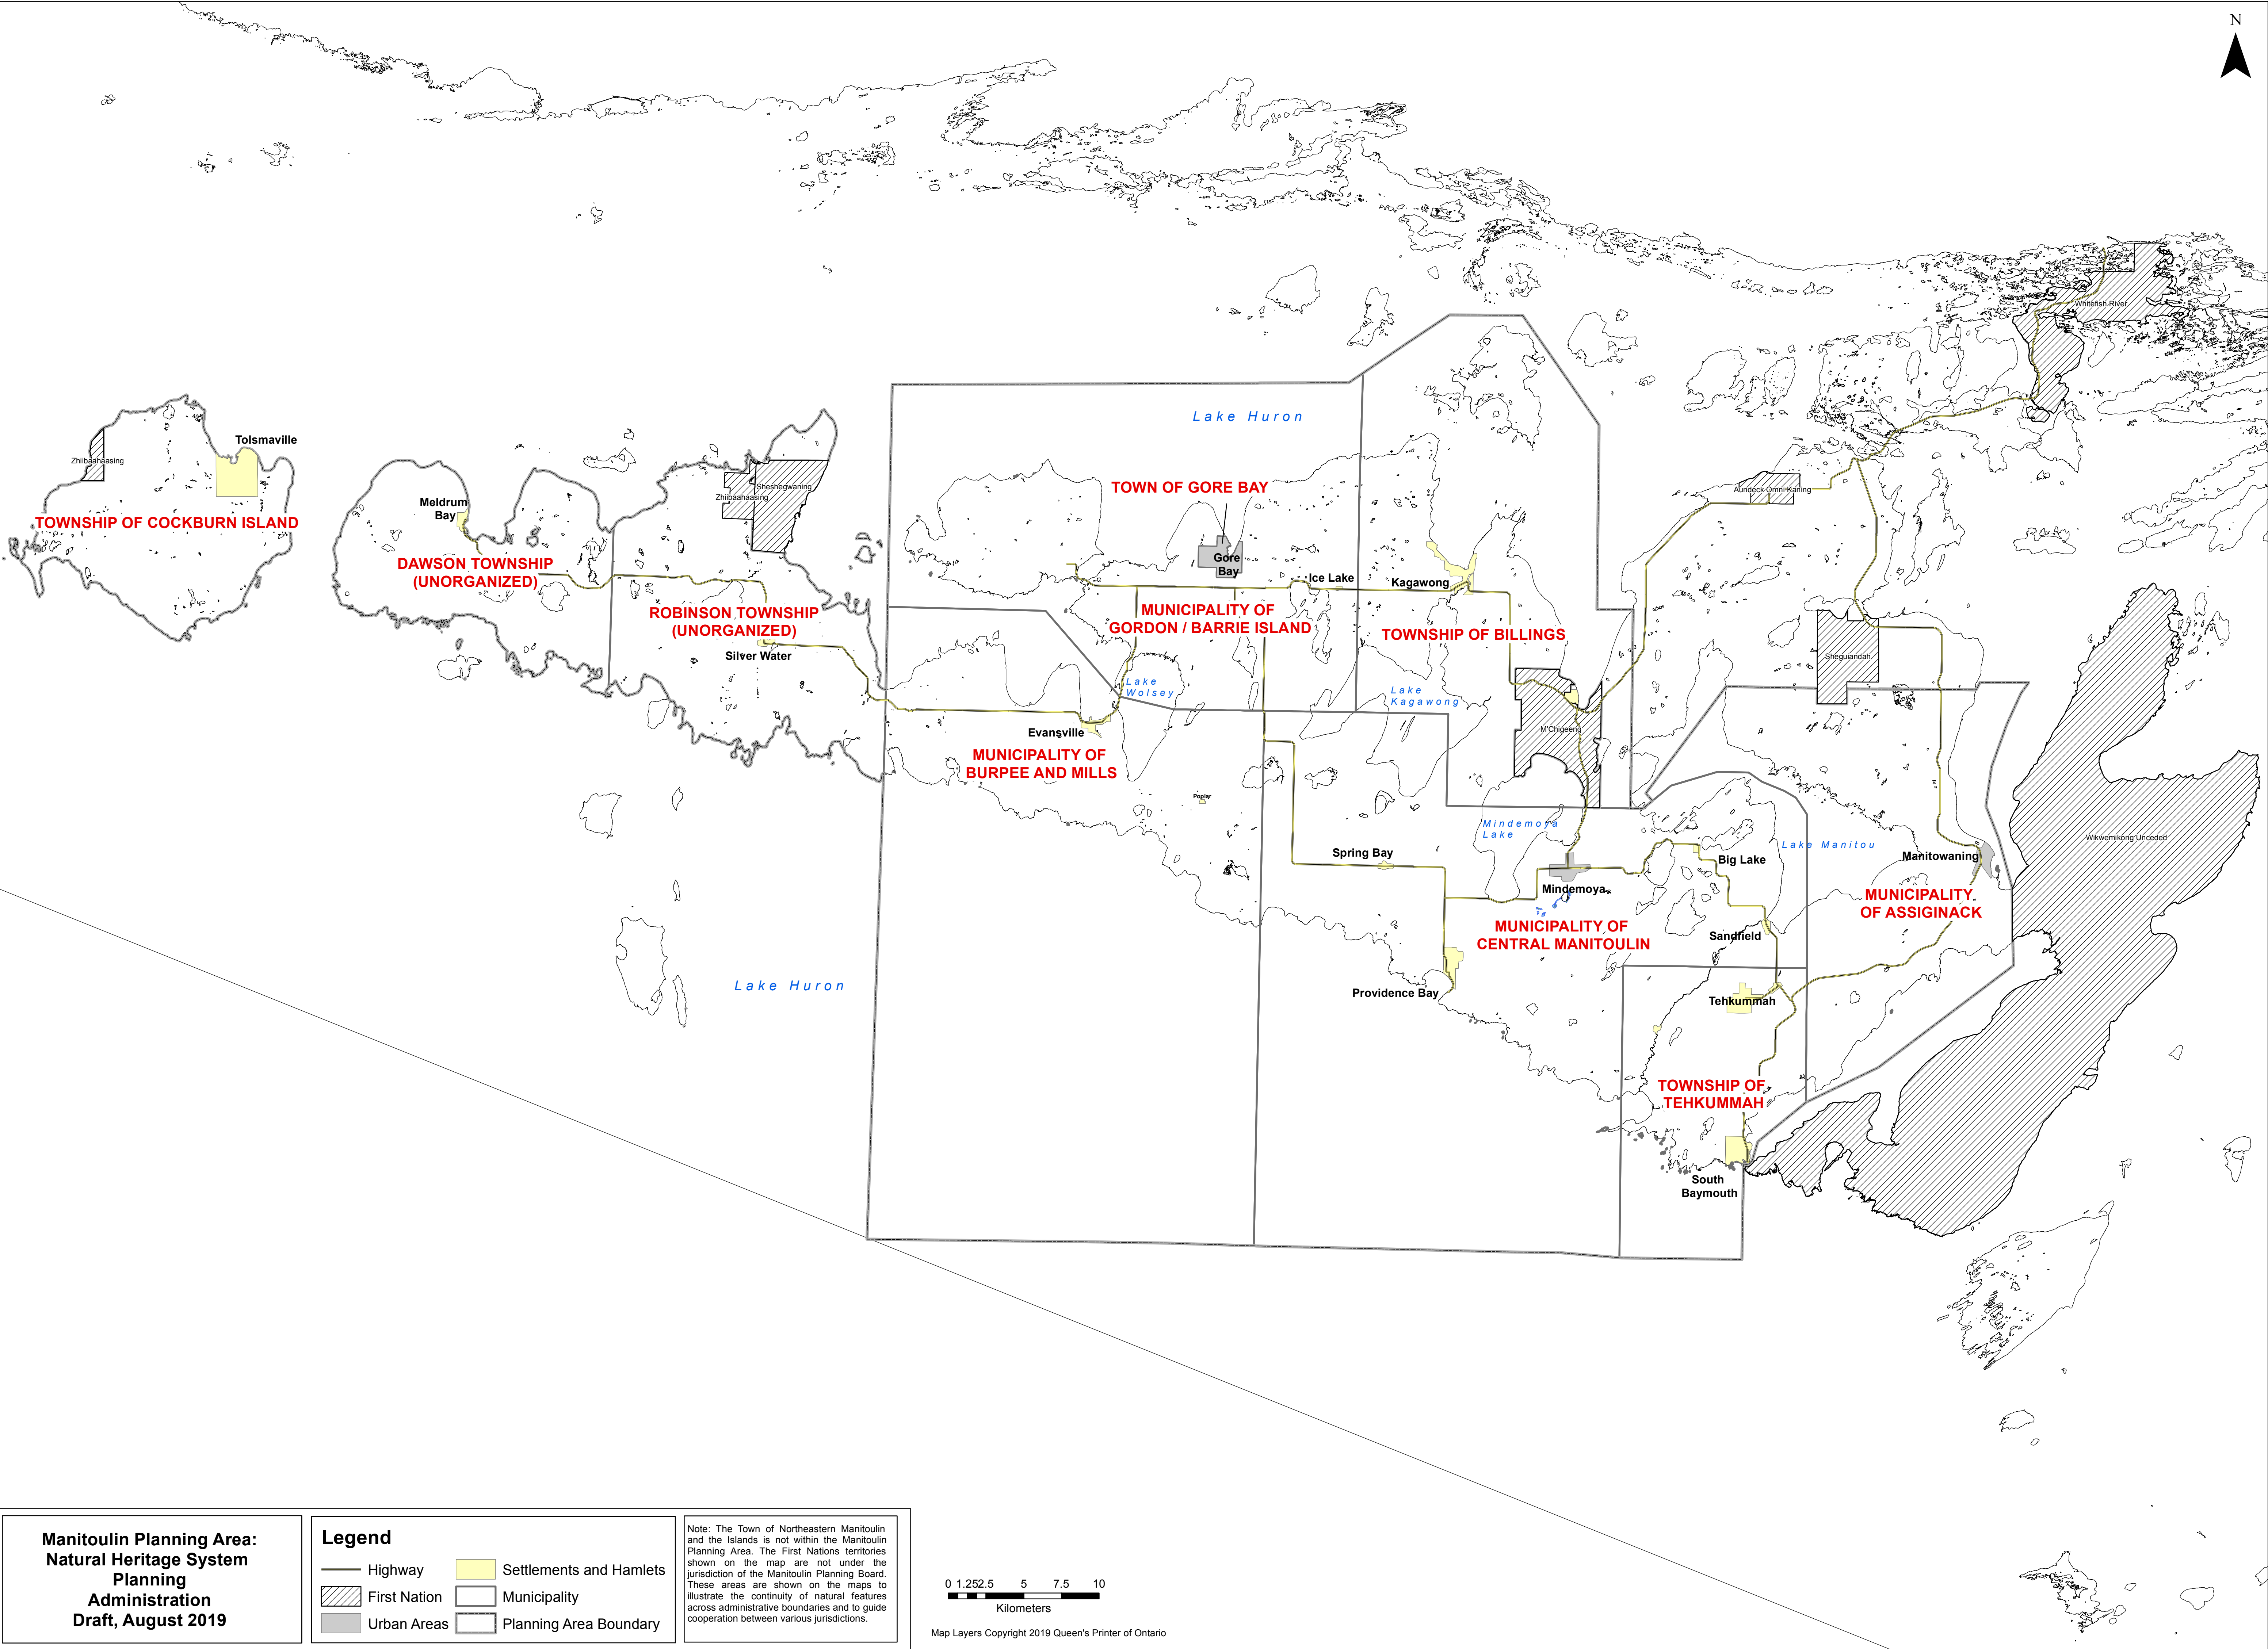 N
Whitefish River
Lake Huron
Tolsmaville
Zhiibaahaasing
Sheshegwaning
Zhiibaahaasing
TOWN OF GORE BAY
Aundeck Omni Kaning
Meldrum
Bay
TOWNSHIP OF COCKBURN ISLAND
DAWSON TOWNSHIP
(UNORGANIZED)
Gore
Bay
Ice Lake
Kagawong
ROBINSON TOWNSHIP
(UNORGANIZED)
MUNICIPALITY OF
GORDON / BARRIE ISLAND
TOWNSHIP OF BILLINGS
Silver Water
Sheguiandah
Lake
Wolsey
Lake
Kagawong
Evansville
M'Chigeeng
MUNICIPALITY OF
BURPEE AND MILLS
Poplar
Mindemoya
Lake
Lake Manitou
Wikwemikong Unceded
Spring Bay
Big Lake
Manitowaning
Mindemoya
MUNICIPALITY
OF ASSIGINACK
MUNICIPALITY OF
CENTRAL MANITOULIN
Sandfield
Lake Huron
Providence Bay
Tehkummah
TOWNSHIP OF
TEHKUMMAH
South
Baymouth
Manitoulin Planning Area:
Natural Heritage System
Planning
Administration
Draft, August 2019
Legend
Highway
First Nation
Urban Areas
Settlements and Hamlets
Municipality
Planning Area Boundary
Note: The Town of Northeastern Manitoulin
and the Islands is not within the Manitoulin
Planning Area. The First Nations territories
shown on the map are not under the
jurisdiction of the Manitoulin Planning Board.
These areas are shown on the maps to
illustrate the continuity of natural features
across administrative boundaries and to guide
cooperation between various jurisdictions.
0 1.252.5 5 7.5 10
Kilometers
Map Layers Copyright 2019 Queen's Printer of Ontario